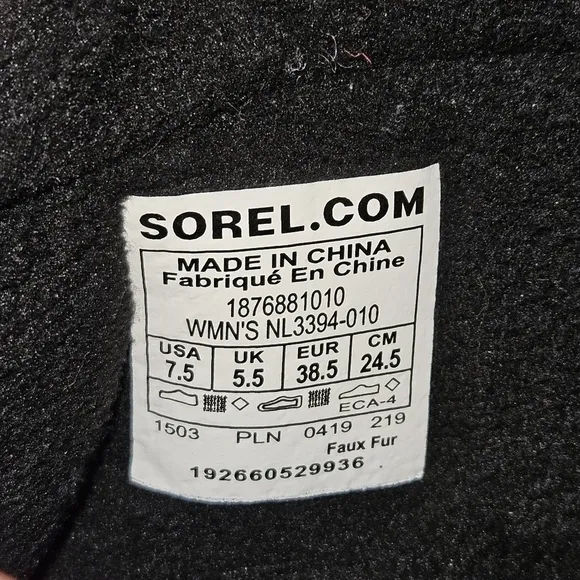 SOREL.COM
MADE IN CHINA
Fabriqué En Chine
1876881010
WMN'S NL3394-010
USA UK EUR CM
7.5 5.5 38.5 24.5
ECA-4
1503 PLN 0419 219
Faux Fur
192660529936